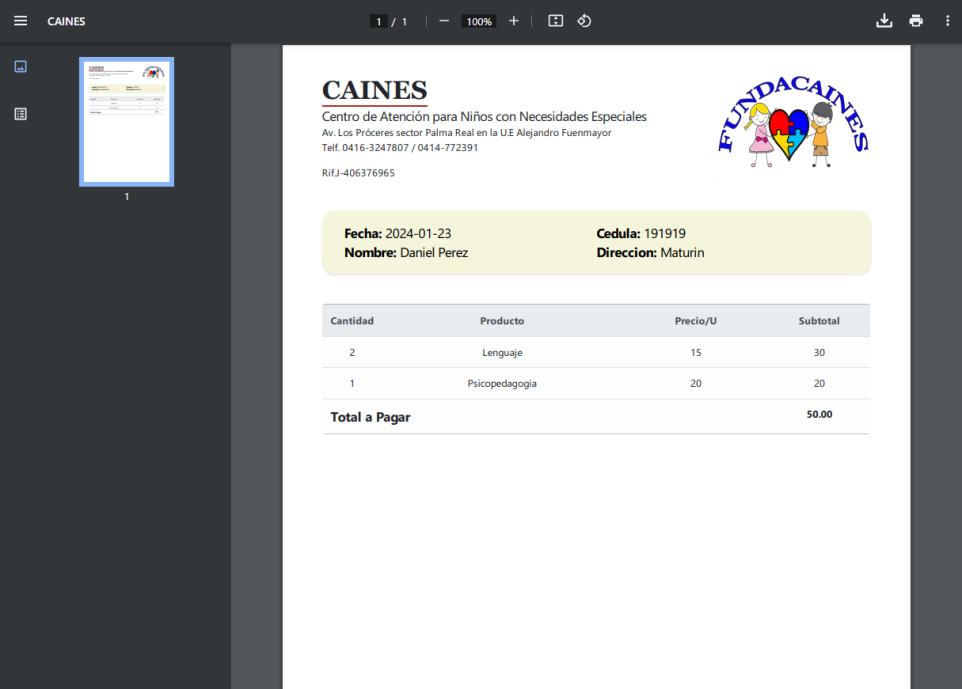 CAINES
1 / 1
100%
1
CAINES
Centro de Atención para Niños con Necesidades Especiales
Av. Los Próceres sector Palma Real en la U.E Alejandro Fuenmayor
Telf. 0416-3247807 / 0414-772391
Rif.J-406376965
FUNDACAINES
Fecha: 2024-01-23 Cedula: 191919
Nombre: Daniel Perez Direccion: Maturin
Cantidad Producto Precio/U Subtotal
2 Lenguaje 15 30
1 Psicopedagogia 20 20
Total a Pagar 50.00